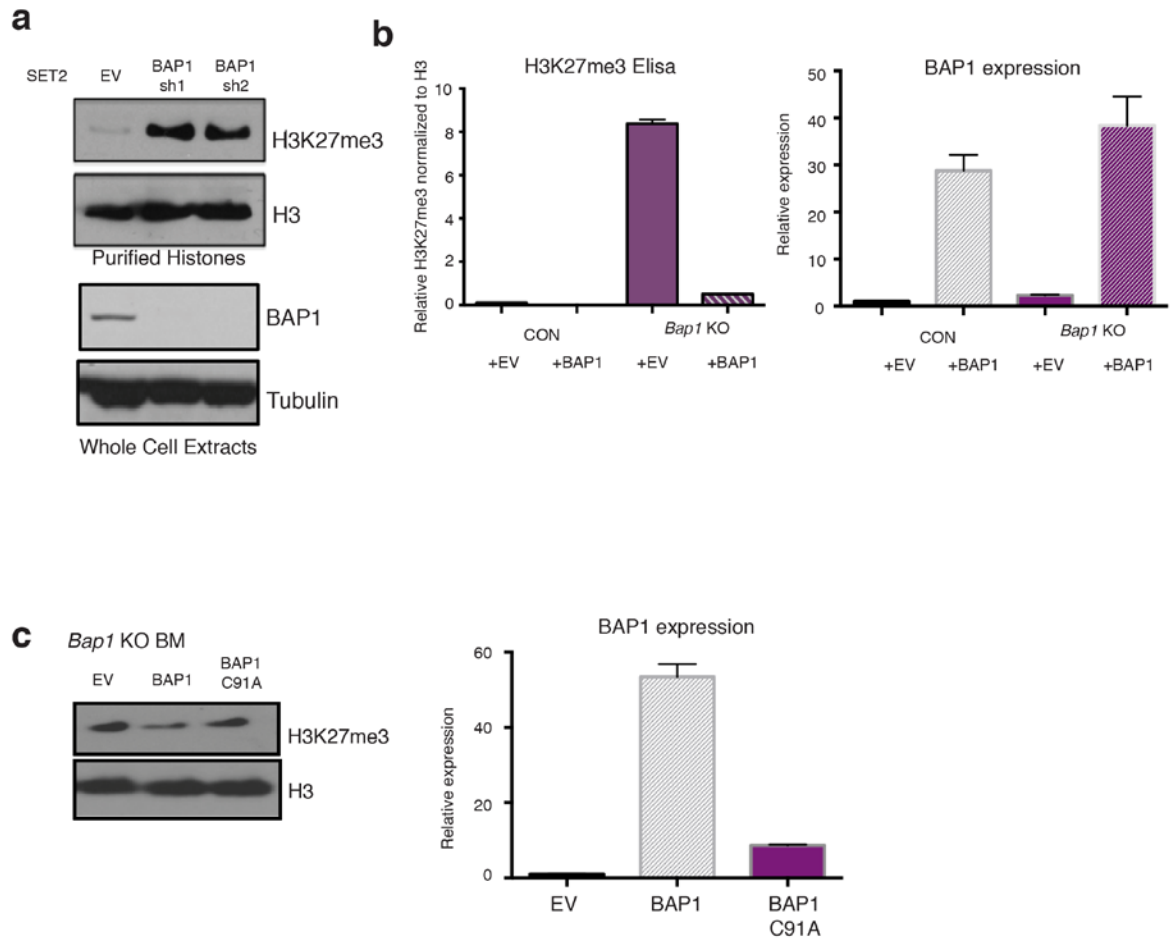 a
SET2 EV BAP1 sh1 BAP1 sh2
H3K27me3
H3
Purified Histones
BAP1
Tubulin
Whole Cell Extracts
b
H3K27me3 Elisa
Relative H3K27me3 normalized to H3
10
8
6
4
2
0
CON Bap1 KO
+EV +BAP1 +EV +BAP1
BAP1 expression
Relative expression
50
40
30
20
10
0
CON Bap1 KO
+EV +BAP1 +EV +BAP1
c
Bap1 KO BM
EV BAP1 BAP1 C91A
H3K27me3
H3
BAP1 expression
Relative expression
60
40
20
0
EV BAP1 BAP1
C91A